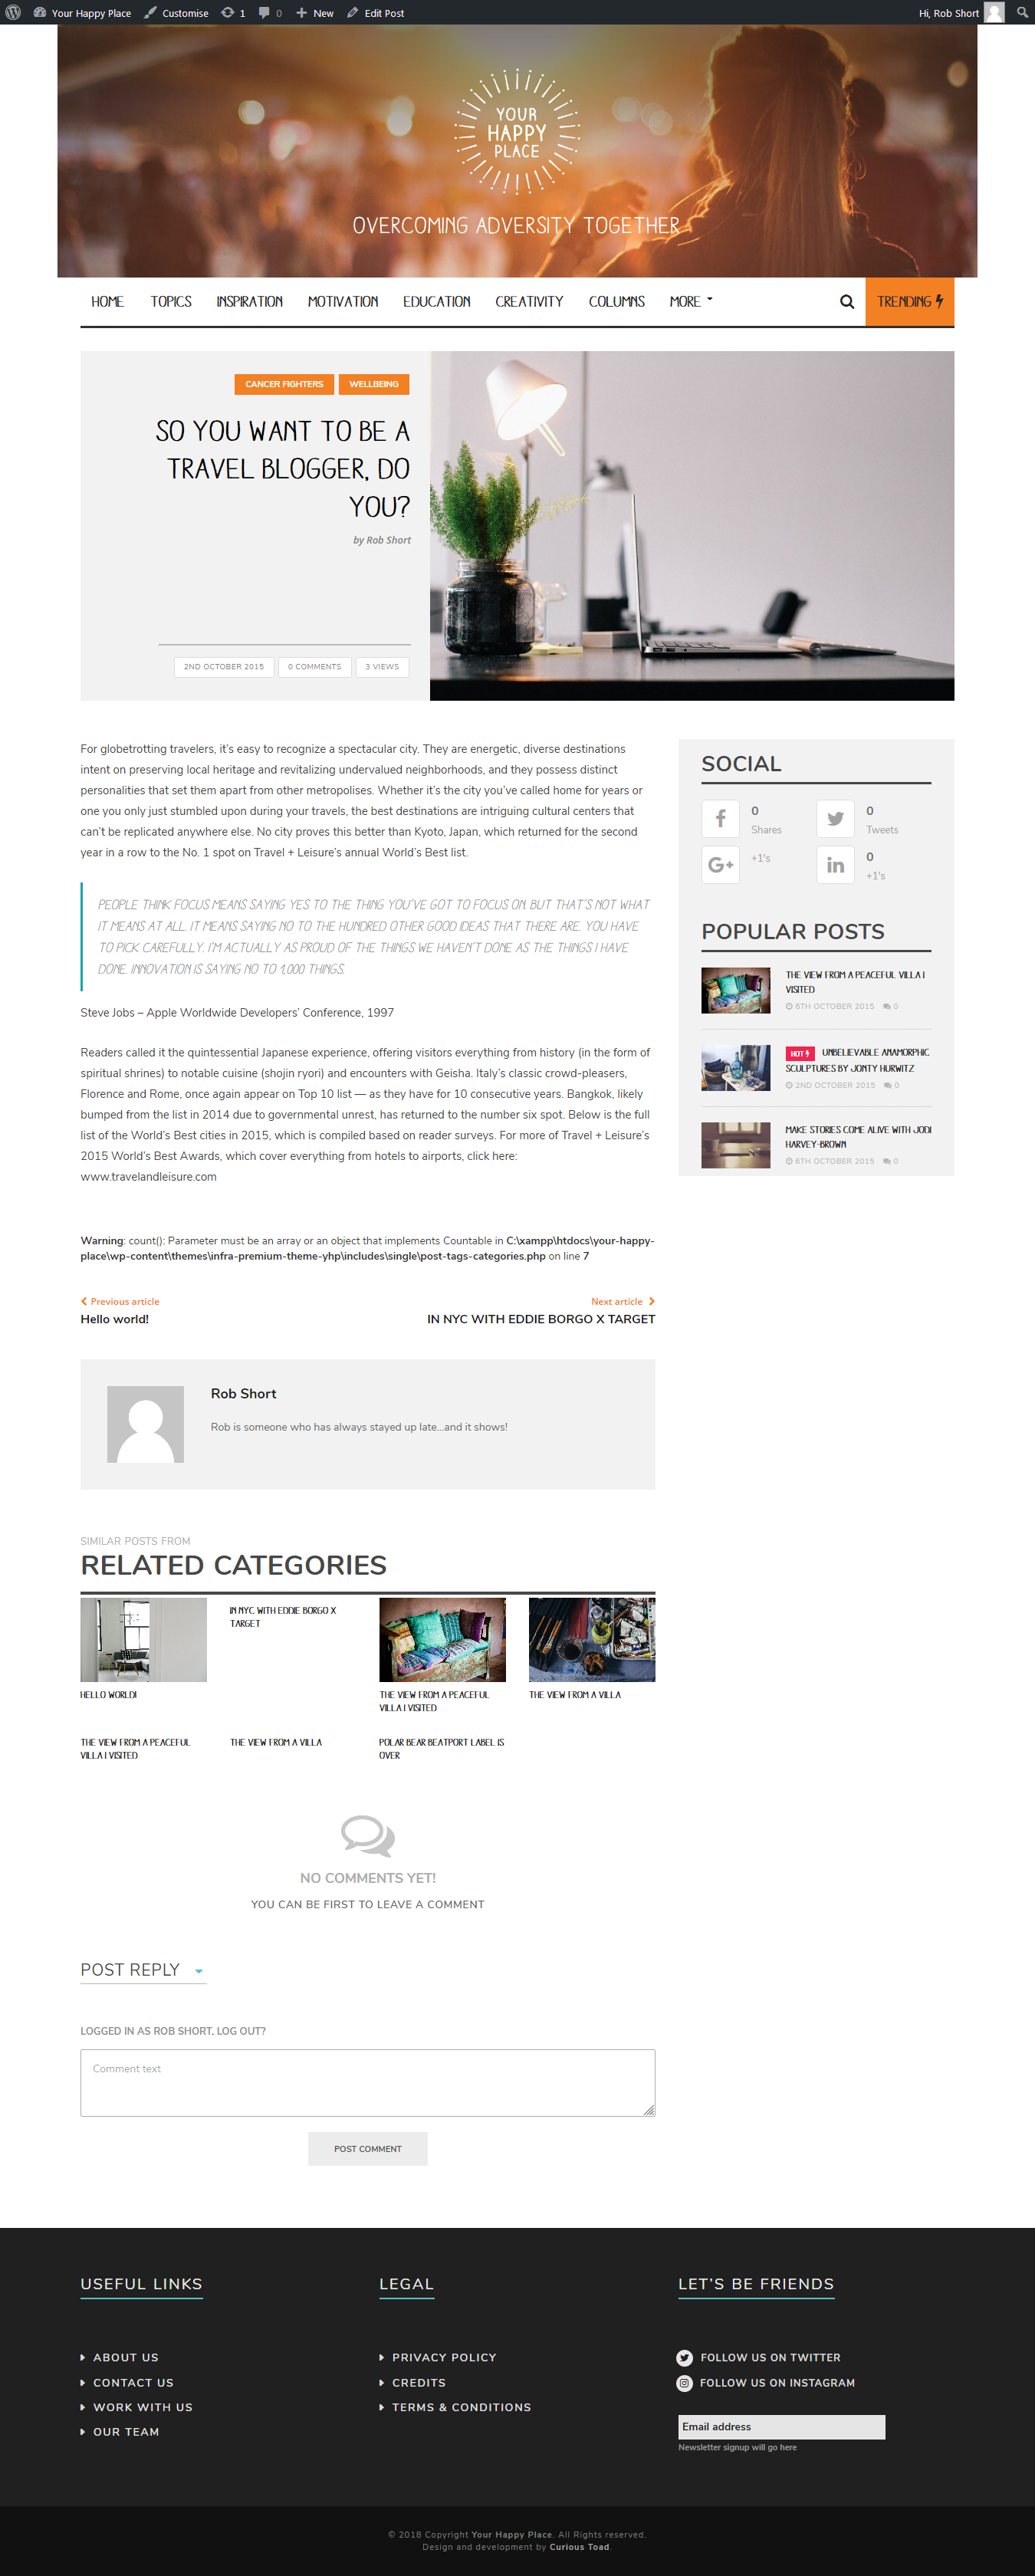 Your Happy Place Customise 1 0 New Edit Post Hi, Rob Short
YOUR
HAPPY
PLACE
OVERCOMING ADVERSITY TOGETHER
HOME TOPICS INSPIRATION MOTIVATION EDUCATION CREATIVITY COLUMNS MORE TRENDING
CANCER FIGHTERS WELLBEING
SO YOU WANT TO BE A
TRAVEL BLOGGER, DO
YOU?
by Rob Short
2ND OCTOBER 2015 0 COMMENTS 3 VIEWS
For globetrotting travelers, it's easy to recognize a spectacular city. They are energetic, diverse destinations
intent on preserving local heritage and revitalizing undervalued neighborhoods, and they possess distinct
personalities that set them apart from other metropolises. Whether it's the city you've called home for years or
one you only just stumbled upon during your travels, the best destinations are intriguing cultural centers that
can't be replicated anywhere else. No city proves this better than Kyoto, Japan, which returned for the second
year in a row to the No. 1 spot on Travel + Leisure's annual World's Best list.
PEOPLE THINK FOCUS MEANS SAYING YES TO THE THING YOU'VE GOT TO FOCUS ON. BUT THAT'S NOT WHAT
IT MEANS AT ALL. IT MEANS SAYING NO TO THE HUNDRED OTHER GOOD IDEAS THAT THERE ARE. YOU HAVE
TO PICK CAREFULLY. I'M ACTUALLY AS PROUD OF THE THINGS WE HAVEN'T DONE AS THE THINGS I HAVE
DONE. INNOVATION IS SAYING NO TO 1,000 THINGS.
Steve Jobs – Apple Worldwide Developers' Conference, 1997
Readers called it the quintessential Japanese experience, offering visitors everything from history (in the form of
spiritual shrines) to notable cuisine (shojin ryori) and encounters with Geisha. Italy's classic crowd-pleasers,
Florence and Rome, once again appear on Top 10 list — as they have for 10 consecutive years. Bangkok, likely
bumped from the list in 2014 due to governmental unrest, has returned to the number six spot. Below is the full
list of the World's Best cities in 2015, which is compiled based on reader surveys. For more of Travel + Leisure's
2015 World's Best Awards, which cover everything from hotels to airports, click here:
www.travelandleisure.com
Warning: count(): Parameter must be an array or an object that implements Countable in C:\xampp\htdocs\your-happy-
place\wp-content\themes\infra-premium-theme-yhp\includes\single\post-tags-categories.php on line 7
Previous article Next article
Hello world! IN NYC WITH EDDIE BORGO X TARGET
Rob Short
Rob is someone who has always stayed up late...and it shows!
SIMILAR POSTS FROM
RELATED CATEGORIES
HELLO WORLD!
IN NYC WITH EDDIE BORGO X
TARGET
THE VIEW FROM A PEACEFUL
VILLA I VISITED
THE VIEW FROM A VILLA
THE VIEW FROM A PEACEFUL
VILLA I VISITED
THE VIEW FROM A VILLA
POLAR BEAR BEATPORT LABEL IS
OVER
NO COMMENTS YET!
YOU CAN BE FIRST TO LEAVE A COMMENT
POST REPLY
LOGGED IN AS ROB SHORT. LOG OUT?
Comment text
POST COMMENT
SOCIAL
0
Shares
0
Tweets
+1's
0
+1's
POPULAR POSTS
THE VIEW FROM A PEACEFUL VILLA I
VISITED
6TH OCTOBER 2015 0
HOT UNBELIEVABLE ANAMORPHIC
SCULPTURES BY JONTY HURWITZ
2ND OCTOBER 2015 0
MAKE STORIES COME ALIVE WITH JODI
HARVEY-BROWN
6TH OCTOBER 2015 0
USEFUL LINKS
ABOUT US
CONTACT US
WORK WITH US
OUR TEAM
LEGAL
PRIVACY POLICY
CREDITS
TERMS & CONDITIONS
LET'S BE FRIENDS
FOLLOW US ON TWITTER
FOLLOW US ON INSTAGRAM
Email address
Newsletter signup will go here
© 2018 Copyright Your Happy Place. All Rights reserved.
Design and development by Curious Toad.